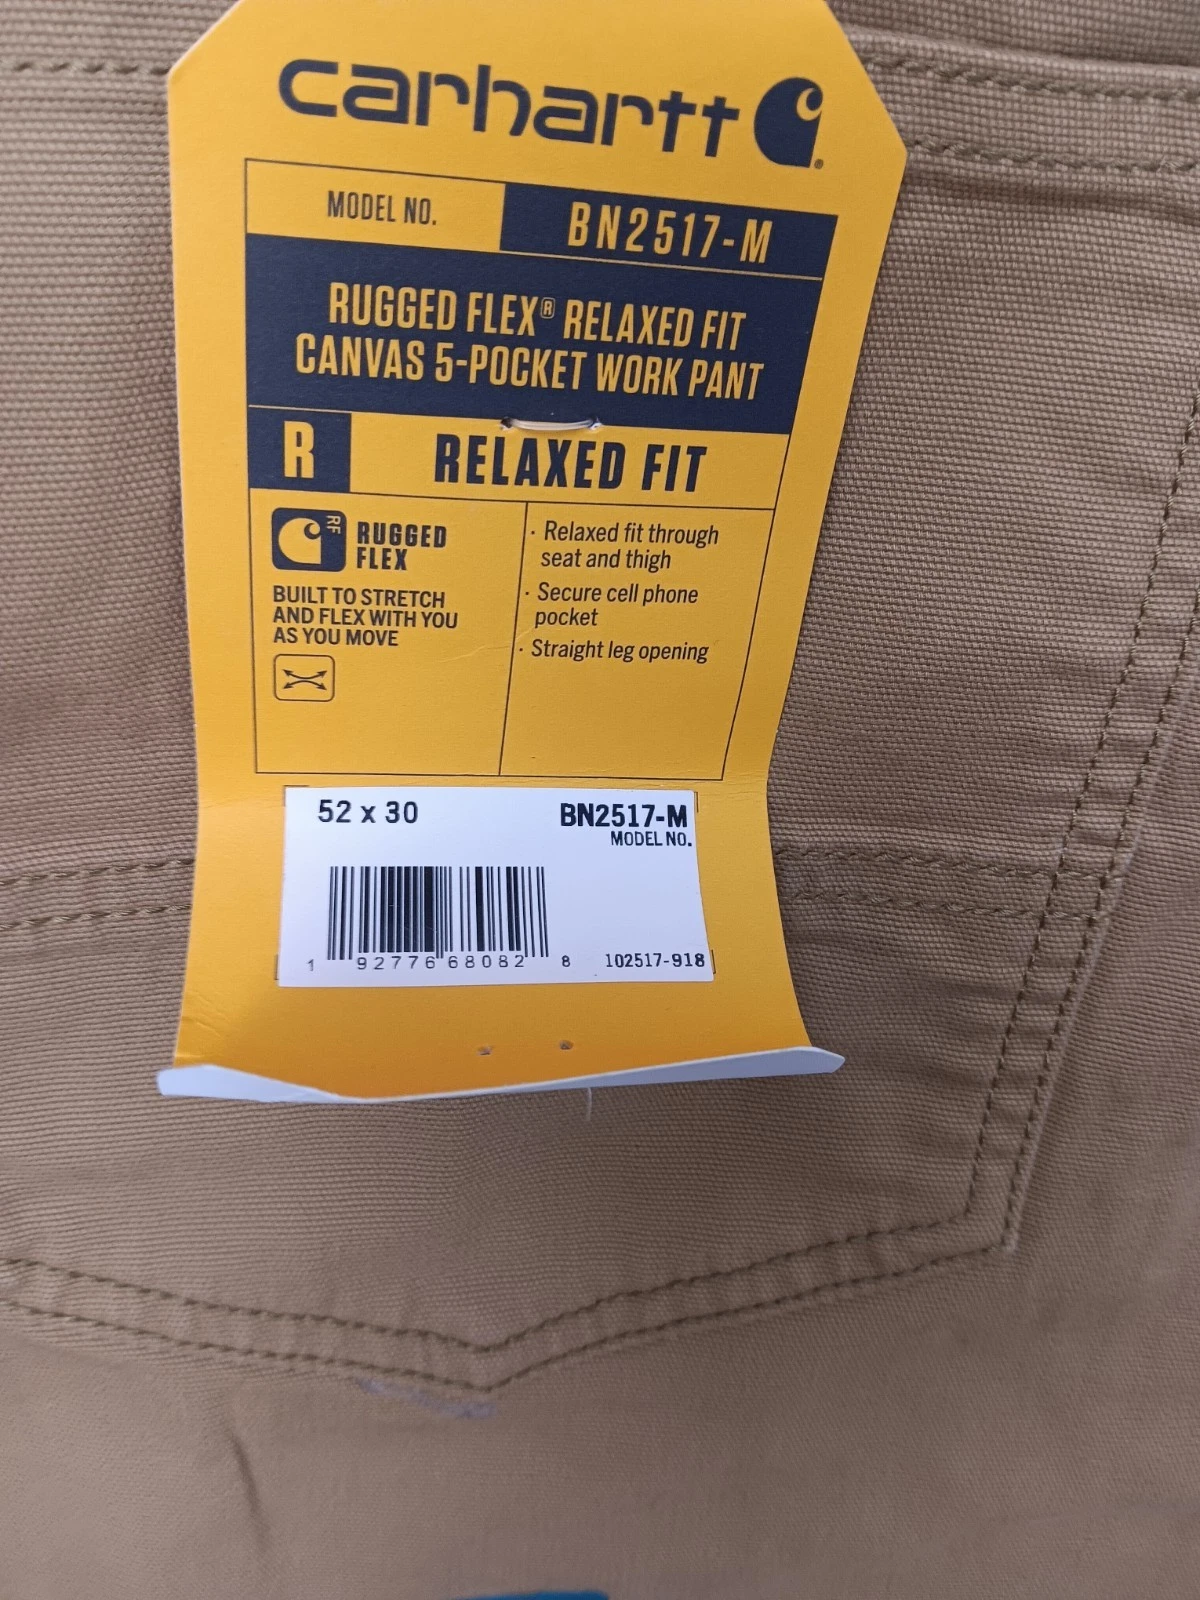 carhartt
MODEL NO.
BN2517-M
RUGGED FLEX® RELAXED FIT
CANVAS 5-POCKET WORK PANT
R
RELAXED FIT
RF
RUGGED
FLEX
BUILT TO STRETCH
AND FLEX WITH YOU
AS YOU MOVE
· Relaxed fit through
seat and thigh
· Secure cell phone
pocket
· Straight leg opening
52 x 30
BN2517-M
MODEL NO.
1 92776 68082 8
102517-918